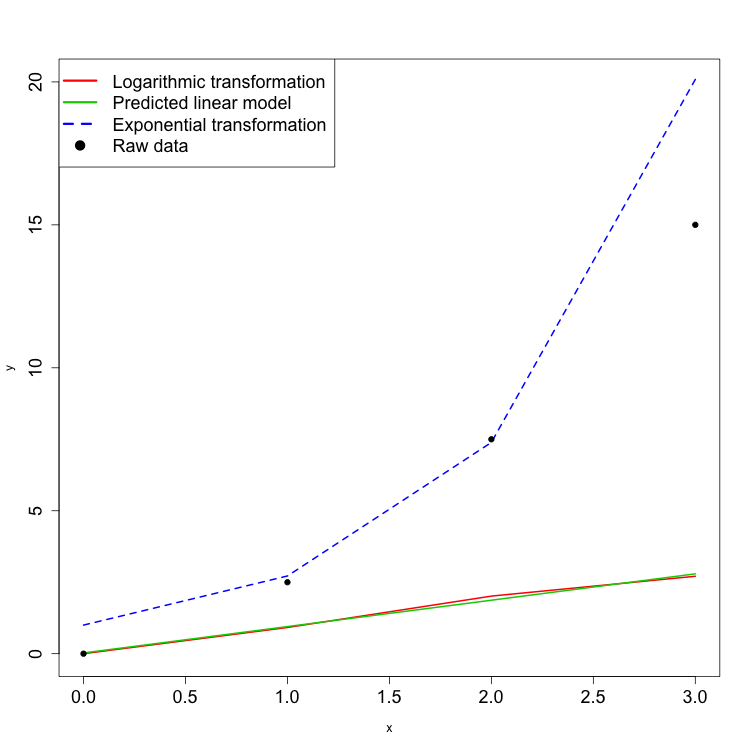 Logarithmic transformation
Predicted linear model
Exponential transformation
Raw data
20
15
10
5
0
y
0.0 0.5 1.0 1.5 2.0 2.5 3.0
x